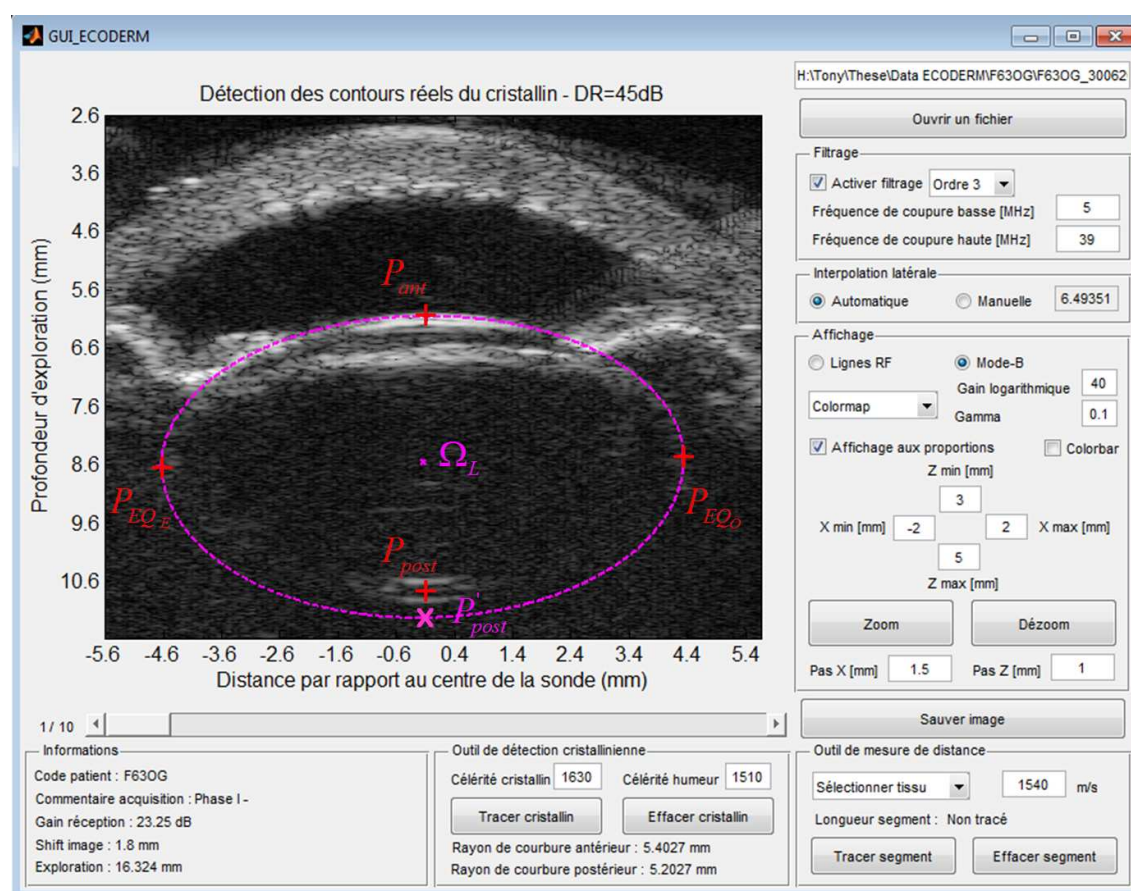 GUI_ECODERM
H:\Tony\These\Data ECODERM\F63OG\F63OG_30062
Détection des contours réels du cristallin - DR=45dB
Ouvrir un fichier
Filtrage
Activer filtrage Ordre 3
Fréquence de coupure basse [MHz] 5
Fréquence de coupure haute [MHz] 39
Interpolation latérale
Automatique Manuelle 6.49351
Affichage
Lignes RF Mode-B
Gain logarithmique 40
Colormap
Gamma 0.1
Affichage aux proportions Colorbar
Z min [mm]
3
X min [mm] -2 2 X max [mm]
5
Z max [mm]
Zoom Dézoom
Pas X [mm] 1.5 Pas Z [mm] 1
Sauver image
Profondeur d'exploration (mm)
2.6
3.6
4.6
5.6
6.6
7.6
8.6
9.6
10.6
P_ant
Ω_L
P_EQ_E
P_EQ_O
P_post
P'_post
-5.6 -4.6 -3.6 -2.6 -1.6 -0.6 0.4 1.4 2.4 3.4 4.4 5.4
Distance par rapport au centre de la sonde (mm)
1 / 10
Informations
Code patient : F63OG
Commentaire acquisition : Phase I -
Gain réception : 23.25 dB
Shift image : 1.8 mm
Exploration : 16.324 mm
Outil de détection cristallinienne
Célérité cristallin 1630 Célérité humeur 1510
Tracer cristallin Effacer cristallin
Rayon de courbure antérieur : 5.4027 mm
Rayon de courbure postérieur : 5.2027 mm
Outil de mesure de distance
Sélectionner tissu 1540 m/s
Longueur segment : Non tracé
Tracer segment Effacer segment